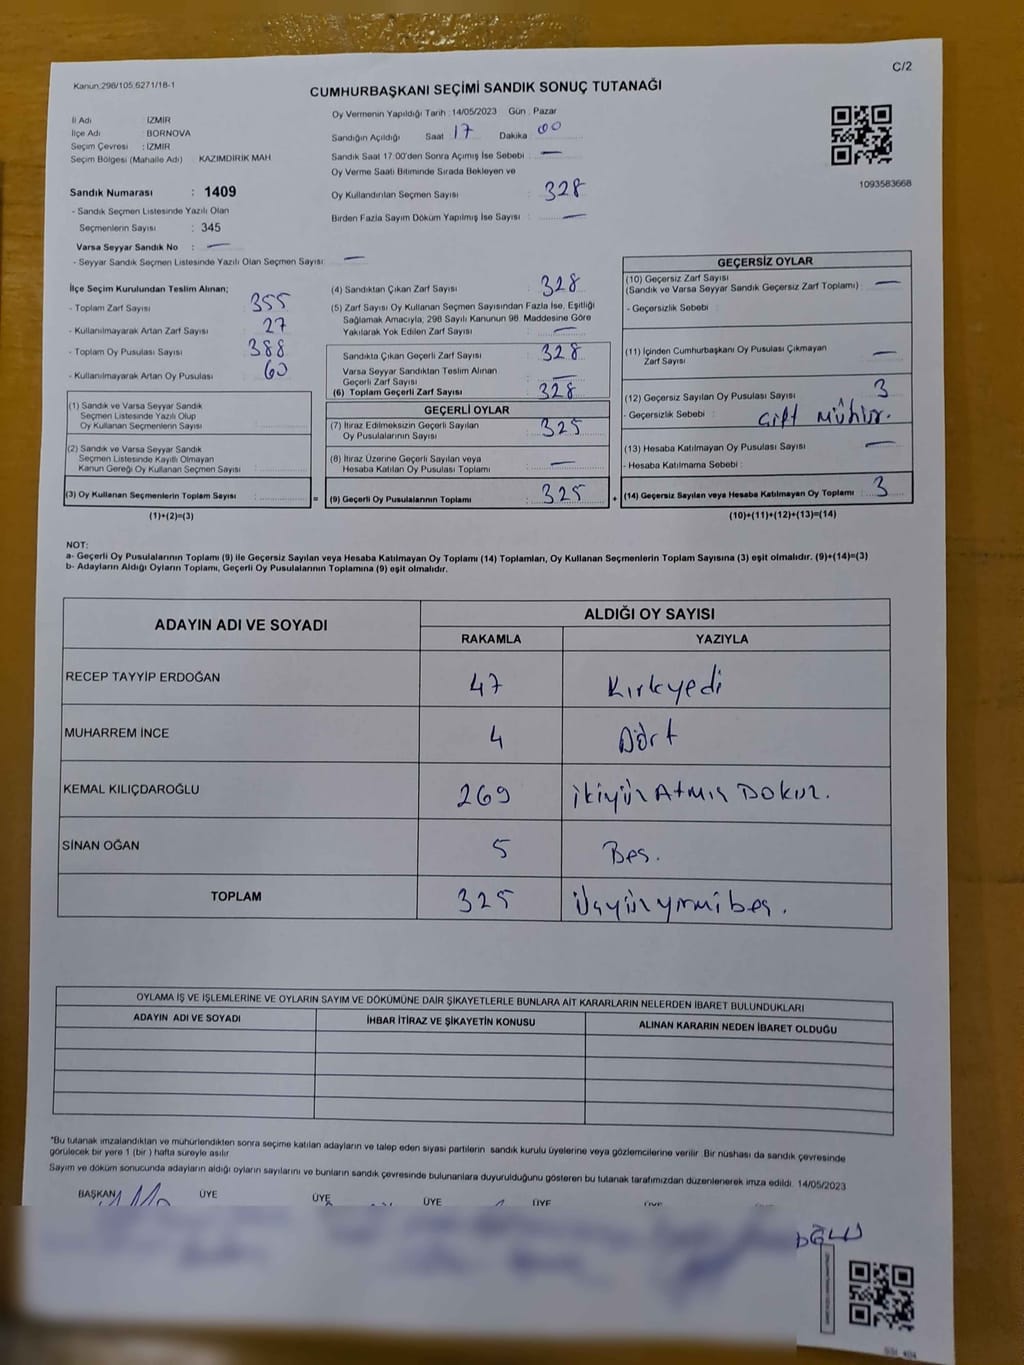 C/2
Kanun:298/105,6271/18-1
CUMHURBAŞKANI SEÇİMİ SANDIK SONUÇ TUTANAĞI
İl Adı : İZMİR
İlçe Adı : BORNOVA
Seçim Çevresi : İZMİR
Seçim Bölgesi (Mahalle Adı) : KAZIMDİRİK MAH
Sandık Numarası : 1409
- Sandık Seçmen Listesinde Yazılı Olan
Seçmenlerin Sayısı : 345
Varsa Seyyar Sandık No : —
- Seyyar Sandık Seçmen Listesinde Yazılı Olan Seçmen Sayısı: —
Oy Vermenin Yapıldığı Tarih : 14/05/2023 Gün : Pazar
Sandığın Açıldığı Saat 17 Dakika 00
Sandık Saat 17:00'den Sonra Açılmış İse Sebebi : —
Oy Verme Saati Bitiminde Sırada Bekleyen ve
Oy Kullandırılan Seçmen Sayısı : 328
Birden Fazla Sayım Döküm Yapılmış İse Sayısı : —
1093583668
İlçe Seçim Kurulundan Teslim Alınan;
- Toplam Zarf Sayısı : 355
- Kullanılmayarak Artan Zarf Sayısı : 27
- Toplam Oy Pusulası Sayısı : 388
- Kullanılmayarak Artan Oy Pusulası : 60
(1) Sandık ve Varsa Seyyar Sandık
Seçmen Listesinde Yazılı Olup
Oy Kullanan Seçmenlerin Sayısı :
(2) Sandık ve Varsa Seyyar Sandık
Seçmen Listesinde Kayıtlı Olmayan
Kanun Gereği Oy Kullanan Seçmen Sayısı :
(3) Oy Kullanan Seçmenlerin Toplam Sayısı :
(1)+(2)=(3)
(4) Sandıktan Çıkan Zarf Sayısı : 328
(5) Zarf Sayısı Oy Kullanan Seçmen Sayısından Fazla İse, Eşitliği
Sağlamak Amacıyla, 298 Sayılı Kanunun 98. Maddesine Göre
Yakılarak Yok Edilen Zarf Sayısı : —
Sandıkta Çıkan Geçerli Zarf Sayısı : 328
Varsa Seyyar Sandıktan Teslim Alınan
Geçerli Zarf Sayısı : —
(6) Toplam Geçerli Zarf Sayısı : 328
GEÇERLİ OYLAR
(7) İtiraz Edilmeksizin Geçerli Sayılan
Oy Pusulalarının Sayısı : 325
(8) İtiraz Üzerine Geçerli Sayılan veya
Hesaba Katılan Oy Pusulası Toplamı : —
= (9) Geçerli Oy Pusulalarının Toplamı : 325
GEÇERSİZ OYLAR
(10) Geçersiz Zarf Sayısı
(Sandık ve Varsa Seyyar Sandık Geçersiz Zarf Toplamı) : —
- Geçersizlik Sebebi :
(11) İçinden Cumhurbaşkanı Oy Pusulası Çıkmayan
Zarf Sayısı : —
(12) Geçersiz Sayılan Oy Pusulası Sayısı : 3
- Geçersizlik Sebebi : Çift Mühür.
(13) Hesaba Katılmayan Oy Pusulası Sayısı : —
- Hesaba Katılmama Sebebi :
+ (14) Geçersiz Sayılan veya Hesaba Katılmayan Oy Toplamı : 3
(10)+(11)+(12)+(13)=(14)
NOT:
a- Geçerli Oy Pusulalarının Toplamı (9) ile Geçersiz Sayılan veya Hesaba Katılmayan Oy Toplamı (14) Toplamları, Oy Kullanan Seçmenlerin Toplam Sayısına (3) eşit olmalıdır. (9)+(14)=(3)
b- Adayların Aldığı Oyların Toplamı, Geçerli Oy Pusulalarının Toplamına (9) eşit olmalıdır.
ADAYIN ADI VE SOYADI ALDIĞI OY SAYISI
RAKAMLA YAZIYLA
RECEP TAYYİP ERDOĞAN 47 Kırkyedi
MUHARREM İNCE 4 Dört
KEMAL KILIÇDAROĞLU 269 İkiyüz Atmış Dokuz.
SİNAN OĞAN 5 Beş.
TOPLAM 325 Üçyüzyirmibeş.
OYLAMA İŞ VE İŞLEMLERİNE VE OYLARIN SAYIM VE DÖKÜMÜNE DAİR ŞİKAYETLERLE BUNLARA AİT KARARLARIN NELERDEN İBARET BULUNDUKLARI
ADAYIN ADI VE SOYADI İHBAR İTİRAZ VE ŞİKAYETİN KONUSU ALINAN KARARIN NEDEN İBARET OLDUĞU
*Bu tutanak imzalandıktan ve mühürlendikten sonra seçime katılan adayların ve talep eden siyasi partilerin sandık kurulu üyelerine veya gözlemcilerine verilir. Bir nüshası da sandık çevresinde
görülecek bir yere 1 (bir ) hafta süreyle asılır.
Sayım ve döküm sonucunda adayların aldığı oyların sayılarını ve bunların sandık çevresinde bulunanlara duyurulduğunu gösteren bu tutanak tarafımızdan düzenlenerek imza edildi. 14/05/2023
BAŞKAN ÜYE ÜYE ÜYE ÜYE